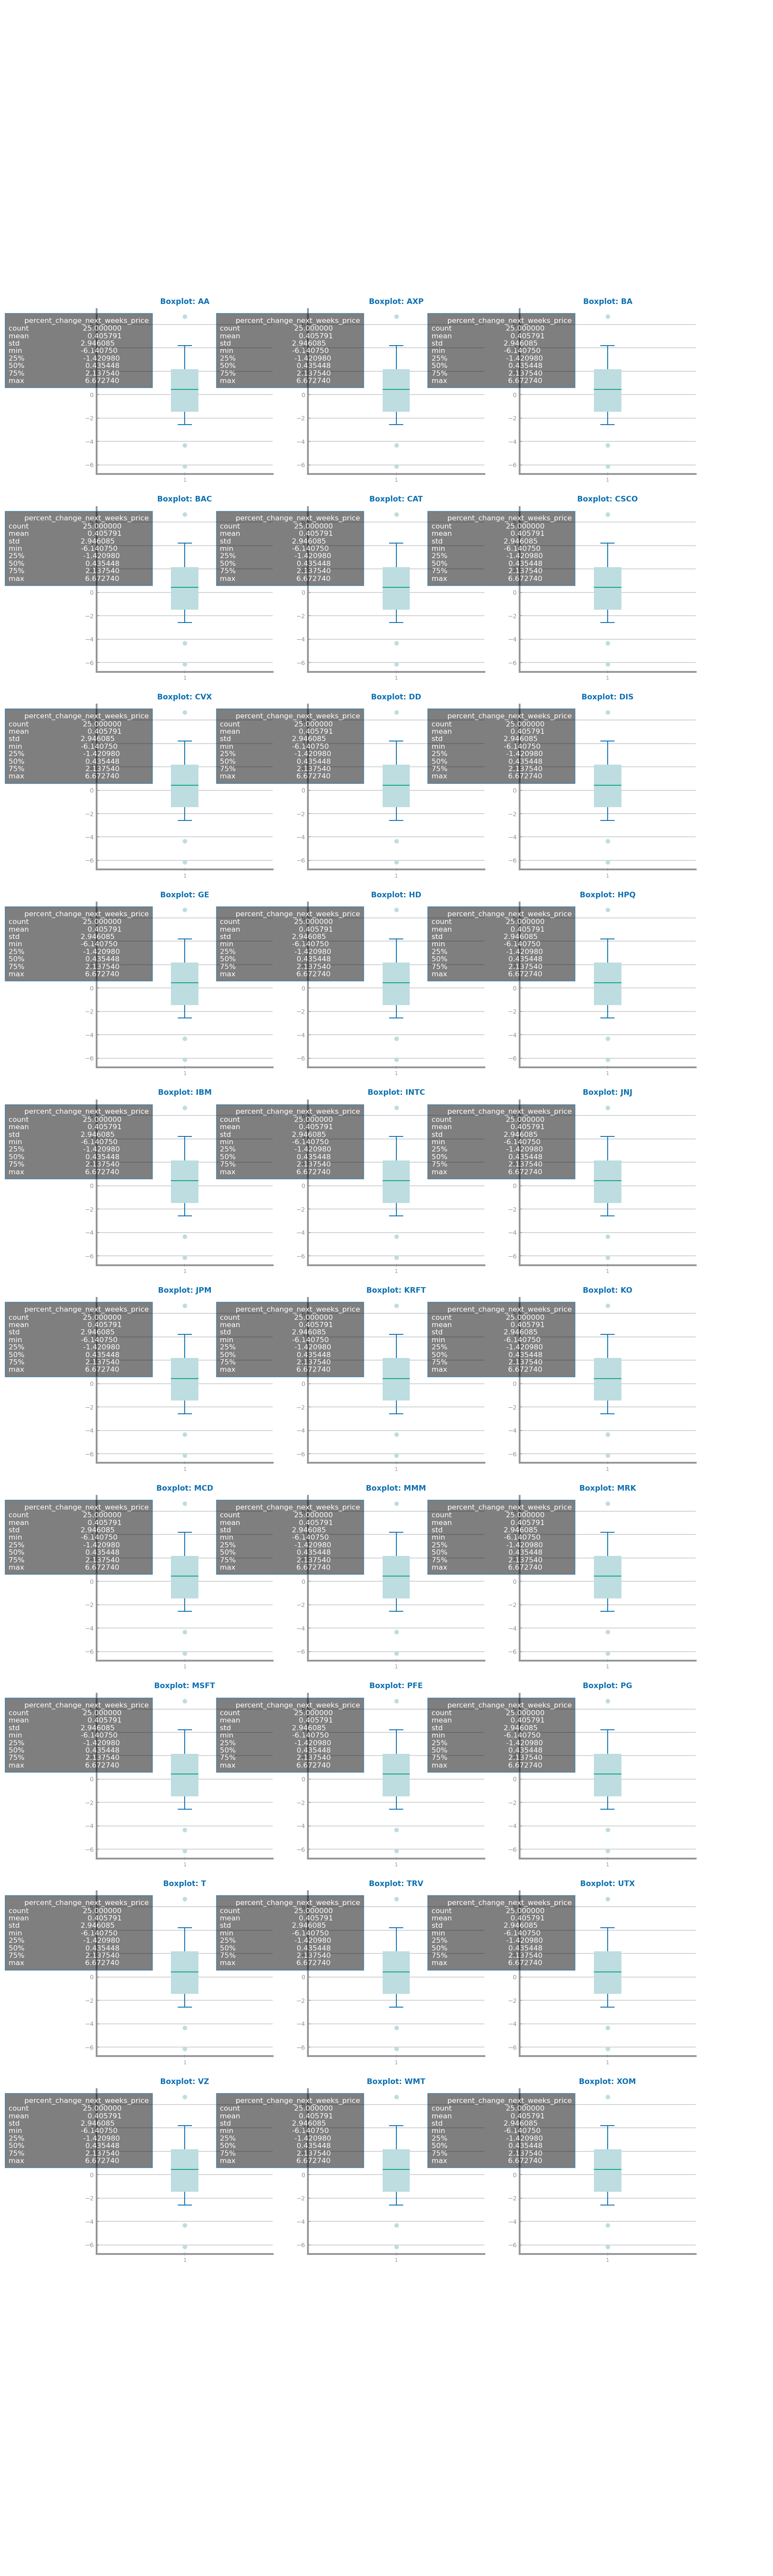 Boxplot: AA
percent_change_next_weeks_price
count 25.000000
mean 0.405791
std 2.946085
min -6.140750
25% -1.420980
50% 0.435448
75% 2.137540
max 6.672740
0
−2
−4
−6
1
Boxplot: AXP
percent_change_next_weeks_price
count 25.000000
mean 0.405791
std 2.946085
min -6.140750
25% -1.420980
50% 0.435448
75% 2.137540
max 6.672740
0
−2
−4
−6
1
Boxplot: BA
percent_change_next_weeks_price
count 25.000000
mean 0.405791
std 2.946085
min -6.140750
25% -1.420980
50% 0.435448
75% 2.137540
max 6.672740
0
−2
−4
−6
1
Boxplot: BAC
percent_change_next_weeks_price
count 25.000000
mean 0.405791
std 2.946085
min -6.140750
25% -1.420980
50% 0.435448
75% 2.137540
max 6.672740
0
−2
−4
−6
1
Boxplot: CAT
percent_change_next_weeks_price
count 25.000000
mean 0.405791
std 2.946085
min -6.140750
25% -1.420980
50% 0.435448
75% 2.137540
max 6.672740
0
−2
−4
−6
1
Boxplot: CSCO
percent_change_next_weeks_price
count 25.000000
mean 0.405791
std 2.946085
min -6.140750
25% -1.420980
50% 0.435448
75% 2.137540
max 6.672740
0
−2
−4
−6
1
Boxplot: CVX
percent_change_next_weeks_price
count 25.000000
mean 0.405791
std 2.946085
min -6.140750
25% -1.420980
50% 0.435448
75% 2.137540
max 6.672740
0
−2
−4
−6
1
Boxplot: DD
percent_change_next_weeks_price
count 25.000000
mean 0.405791
std 2.946085
min -6.140750
25% -1.420980
50% 0.435448
75% 2.137540
max 6.672740
0
−2
−4
−6
1
Boxplot: DIS
percent_change_next_weeks_price
count 25.000000
mean 0.405791
std 2.946085
min -6.140750
25% -1.420980
50% 0.435448
75% 2.137540
max 6.672740
0
−2
−4
−6
1
Boxplot: GE
percent_change_next_weeks_price
count 25.000000
mean 0.405791
std 2.946085
min -6.140750
25% -1.420980
50% 0.435448
75% 2.137540
max 6.672740
0
−2
−4
−6
1
Boxplot: HD
percent_change_next_weeks_price
count 25.000000
mean 0.405791
std 2.946085
min -6.140750
25% -1.420980
50% 0.435448
75% 2.137540
max 6.672740
0
−2
−4
−6
1
Boxplot: HPQ
percent_change_next_weeks_price
count 25.000000
mean 0.405791
std 2.946085
min -6.140750
25% -1.420980
50% 0.435448
75% 2.137540
max 6.672740
0
−2
−4
−6
1
Boxplot: IBM
percent_change_next_weeks_price
count 25.000000
mean 0.405791
std 2.946085
min -6.140750
25% -1.420980
50% 0.435448
75% 2.137540
max 6.672740
0
−2
−4
−6
1
Boxplot: INTC
percent_change_next_weeks_price
count 25.000000
mean 0.405791
std 2.946085
min -6.140750
25% -1.420980
50% 0.435448
75% 2.137540
max 6.672740
0
−2
−4
−6
1
Boxplot: JNJ
percent_change_next_weeks_price
count 25.000000
mean 0.405791
std 2.946085
min -6.140750
25% -1.420980
50% 0.435448
75% 2.137540
max 6.672740
0
−2
−4
−6
1
Boxplot: JPM
percent_change_next_weeks_price
count 25.000000
mean 0.405791
std 2.946085
min -6.140750
25% -1.420980
50% 0.435448
75% 2.137540
max 6.672740
0
−2
−4
−6
1
Boxplot: KRFT
percent_change_next_weeks_price
count 25.000000
mean 0.405791
std 2.946085
min -6.140750
25% -1.420980
50% 0.435448
75% 2.137540
max 6.672740
0
−2
−4
−6
1
Boxplot: KO
percent_change_next_weeks_price
count 25.000000
mean 0.405791
std 2.946085
min -6.140750
25% -1.420980
50% 0.435448
75% 2.137540
max 6.672740
0
−2
−4
−6
1
Boxplot: MCD
percent_change_next_weeks_price
count 25.000000
mean 0.405791
std 2.946085
min -6.140750
25% -1.420980
50% 0.435448
75% 2.137540
max 6.672740
0
−2
−4
−6
1
Boxplot: MMM
percent_change_next_weeks_price
count 25.000000
mean 0.405791
std 2.946085
min -6.140750
25% -1.420980
50% 0.435448
75% 2.137540
max 6.672740
0
−2
−4
−6
1
Boxplot: MRK
percent_change_next_weeks_price
count 25.000000
mean 0.405791
std 2.946085
min -6.140750
25% -1.420980
50% 0.435448
75% 2.137540
max 6.672740
0
−2
−4
−6
1
Boxplot: MSFT
percent_change_next_weeks_price
count 25.000000
mean 0.405791
std 2.946085
min -6.140750
25% -1.420980
50% 0.435448
75% 2.137540
max 6.672740
0
−2
−4
−6
1
Boxplot: PFE
percent_change_next_weeks_price
count 25.000000
mean 0.405791
std 2.946085
min -6.140750
25% -1.420980
50% 0.435448
75% 2.137540
max 6.672740
0
−2
−4
−6
1
Boxplot: PG
percent_change_next_weeks_price
count 25.000000
mean 0.405791
std 2.946085
min -6.140750
25% -1.420980
50% 0.435448
75% 2.137540
max 6.672740
0
−2
−4
−6
1
Boxplot: T
percent_change_next_weeks_price
count 25.000000
mean 0.405791
std 2.946085
min -6.140750
25% -1.420980
50% 0.435448
75% 2.137540
max 6.672740
0
−2
−4
−6
1
Boxplot: TRV
percent_change_next_weeks_price
count 25.000000
mean 0.405791
std 2.946085
min -6.140750
25% -1.420980
50% 0.435448
75% 2.137540
max 6.672740
0
−2
−4
−6
1
Boxplot: UTX
percent_change_next_weeks_price
count 25.000000
mean 0.405791
std 2.946085
min -6.140750
25% -1.420980
50% 0.435448
75% 2.137540
max 6.672740
0
−2
−4
−6
1
Boxplot: VZ
percent_change_next_weeks_price
count 25.000000
mean 0.405791
std 2.946085
min -6.140750
25% -1.420980
50% 0.435448
75% 2.137540
max 6.672740
0
−2
−4
−6
1
Boxplot: WMT
percent_change_next_weeks_price
count 25.000000
mean 0.405791
std 2.946085
min -6.140750
25% -1.420980
50% 0.435448
75% 2.137540
max 6.672740
0
−2
−4
−6
1
Boxplot: XOM
percent_change_next_weeks_price
count 25.000000
mean 0.405791
std 2.946085
min -6.140750
25% -1.420980
50% 0.435448
75% 2.137540
max 6.672740
0
−2
−4
−6
1